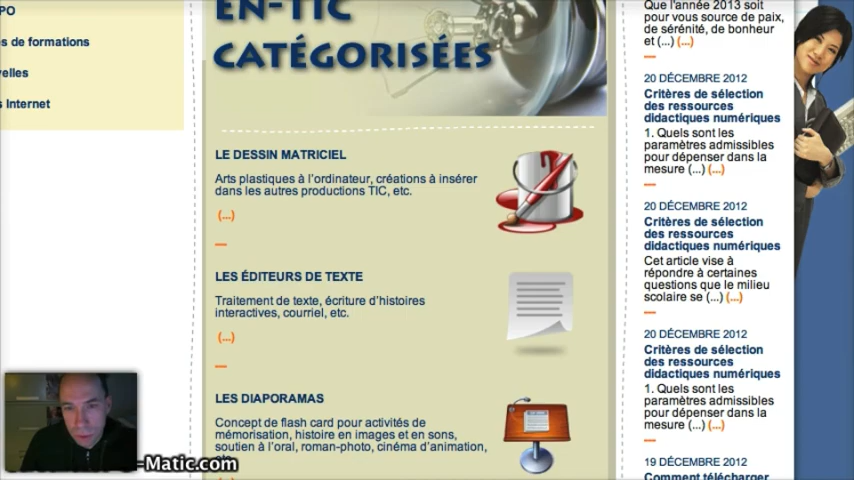 PO
s de formations
velles
s Internet
EN-TIC
CATÉGORISÉES
LE DESSIN MATRICIEL
Arts plastiques à l'ordinateur, créations à insérer
dans les autres productions TIC, etc.
(...)
LES ÉDITEURS DE TEXTE
Traitement de texte, écriture d'histoires
interactives, courriel, etc.
(...)
LES DIAPORAMAS
Concept de flash card pour activités de
mémorisation, histoire en images et en sons,
soutien à l'oral, roman-photo, cinéma d'animation,
etc.
Que l'année 2013 soit
pour vous source de paix,
de sérénité, de bonheur
et (...) (...)
20 DÉCEMBRE 2012
Critères de sélection
des ressources
didactiques numériques
1. Quels sont les
paramètres admissibles
pour dépenser dans la
mesure (...) (...)
20 DÉCEMBRE 2012
Critères de sélection
des ressources
didactiques numériques
Cet article vise à
répondre à certaines
questions que le milieu
scolaire se (...) (...)
20 DÉCEMBRE 2012
Critères de sélection
des ressources
didactiques numériques
1. Quels sont les
paramètres admissibles
pour dépenser dans la
mesure (...) (...)
19 DÉCEMBRE 2012
Comment télécharger
-Matic.com